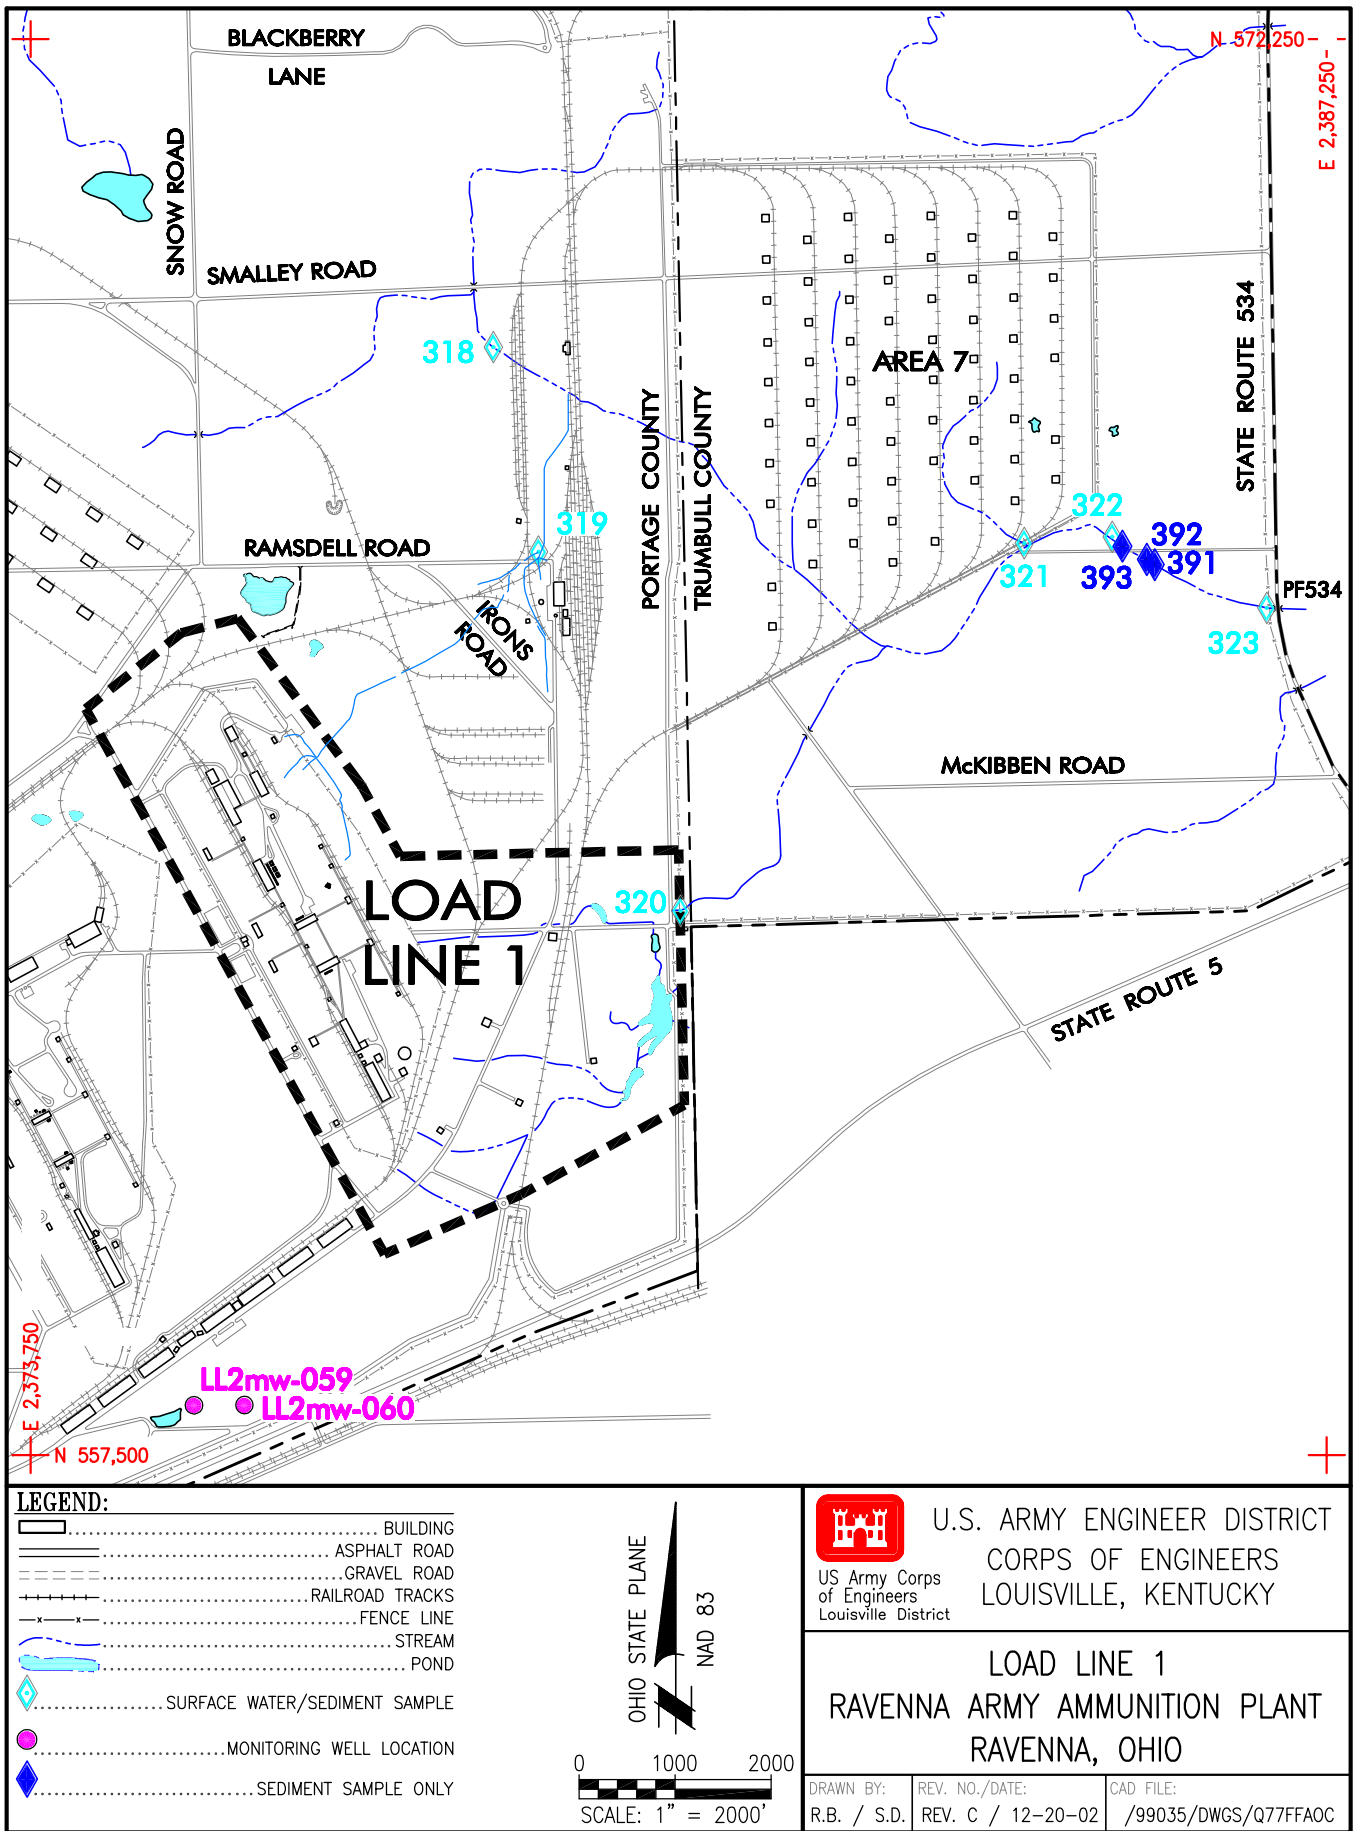 BLACKBERRY
LANE
N 572,250
E 2,387,250
SNOW ROAD
SMALLEY ROAD
STATE ROUTE 534
318
AREA 7
PORTAGE COUNTY
TRUMBULL COUNTY
319
322
392
RAMSDELL ROAD
321
393
391
PF534
IRONS
ROAD
323
McKIBBEN ROAD
LOAD
LINE 1
320
STATE ROUTE 5
E 2,373,750
LL2mw-059
LL2mw-060
N 557,500
LEGEND:
BUILDING
ASPHALT ROAD
GRAVEL ROAD
RAILROAD TRACKS
FENCE LINE
STREAM
POND
SURFACE WATER/SEDIMENT SAMPLE
MONITORING WELL LOCATION
SEDIMENT SAMPLE ONLY
OHIO STATE PLANE
NAD 83
0 1000 2000
SCALE: 1" = 2000'
US Army Corps
of Engineers
Louisville District
U.S. ARMY ENGINEER DISTRICT
CORPS OF ENGINEERS
LOUISVILLE, KENTUCKY
LOAD LINE 1
RAVENNA ARMY AMMUNITION PLANT
RAVENNA, OHIO
DRAWN BY:
R.B. / S.D.
REV. NO./DATE:
REV. C / 12-20-02
CAD FILE:
/99035/DWGS/Q77FFAOC